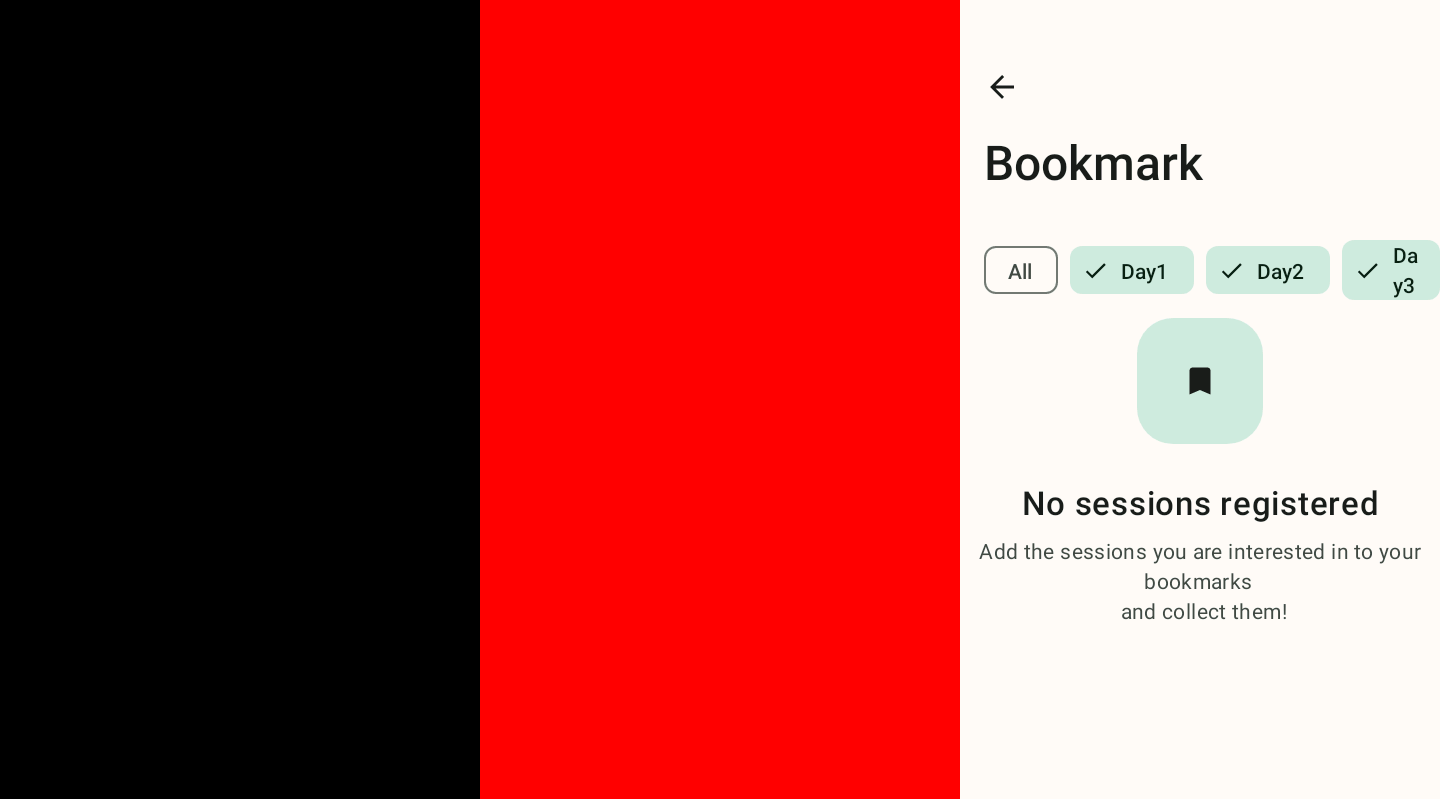 Bookmark
All
Day1
Day2
Da
y3
No sessions registered
Add the sessions you are interested in to your
bookmarks
and collect them!